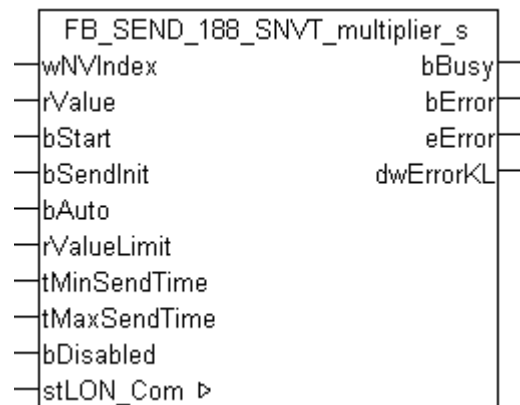 FB_SEND_188_SNVT_multiplier_s
wNVIndex bBusy
rValue bError
bStart eError
bSendInit dwErrorKL
bAuto
rValueLimit
tMinSendTime
tMaxSendTime
bDisabled
stLON_Com ▷